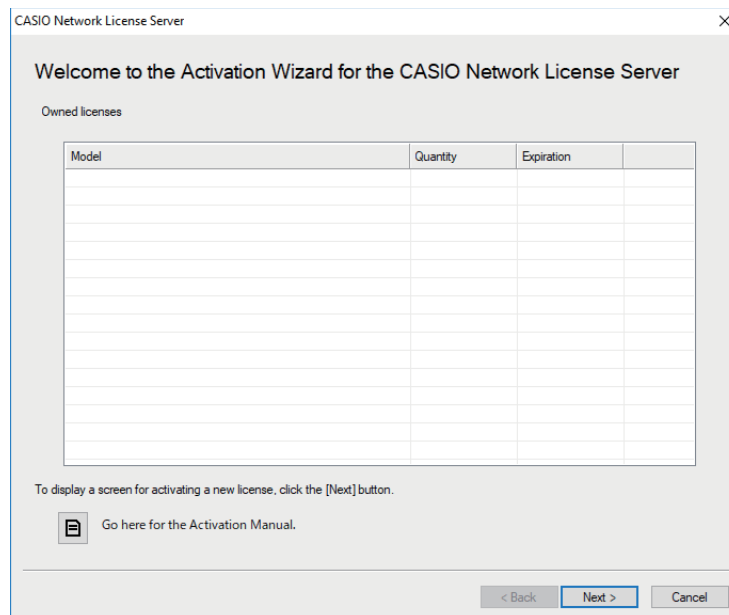 CASIO Network License Server
Welcome to the Activation Wizard for the CASIO Network License Server
Owned licenses
Model Quantity Expiration
To display a screen for activating a new license, click the [Next] button.
Go here for the Activation Manual.
< Back Next > Cancel